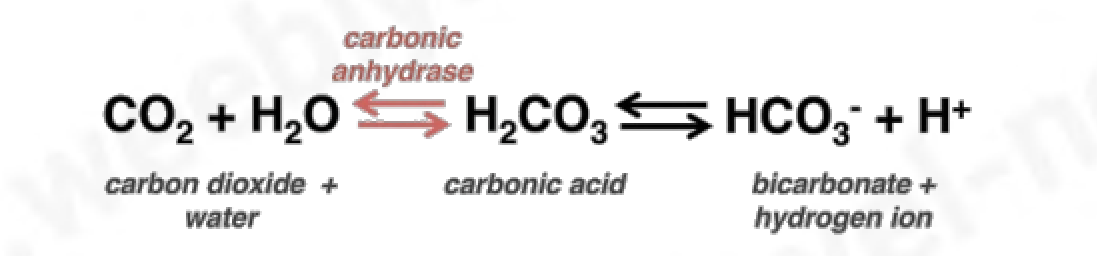 carbonic
anhydrase
CO₂ + H₂O ⇄ H₂CO₃ ⇄ HCO₃⁻ + H⁺
carbon dioxide + carbonic acid bicarbonate +
water hydrogen ion